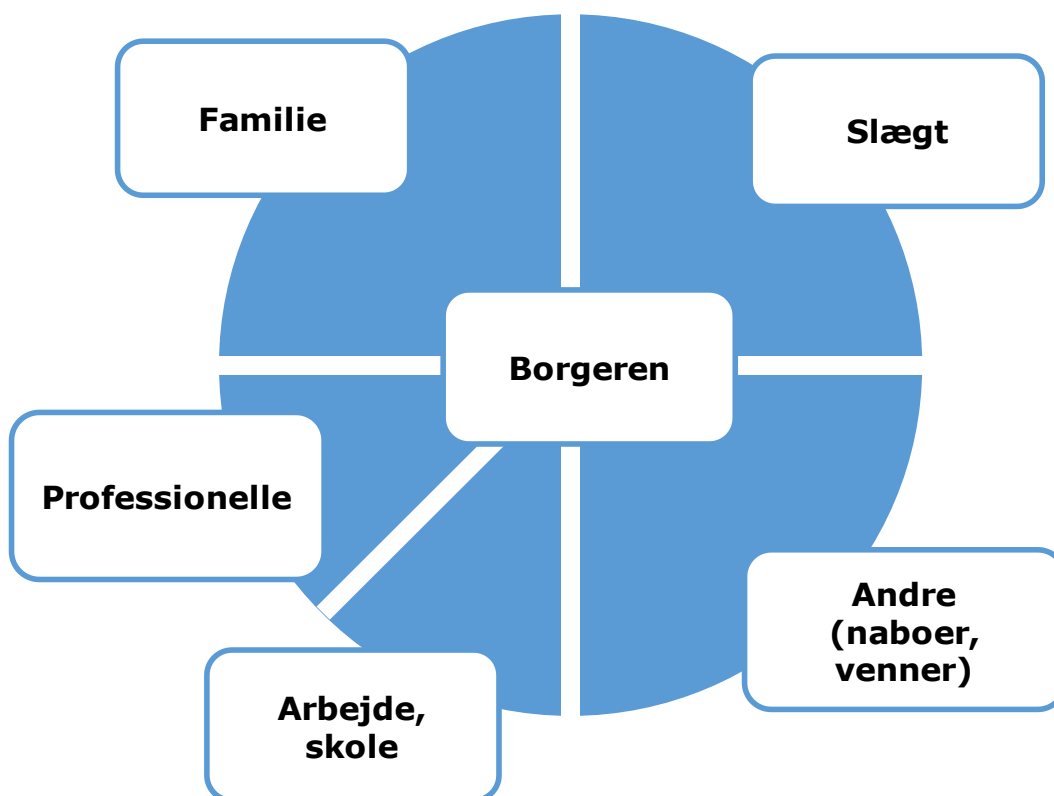 Familie
Slægt
Borgeren
Professionelle
Andre
(naboer,
venner)
Arbejde,
skole